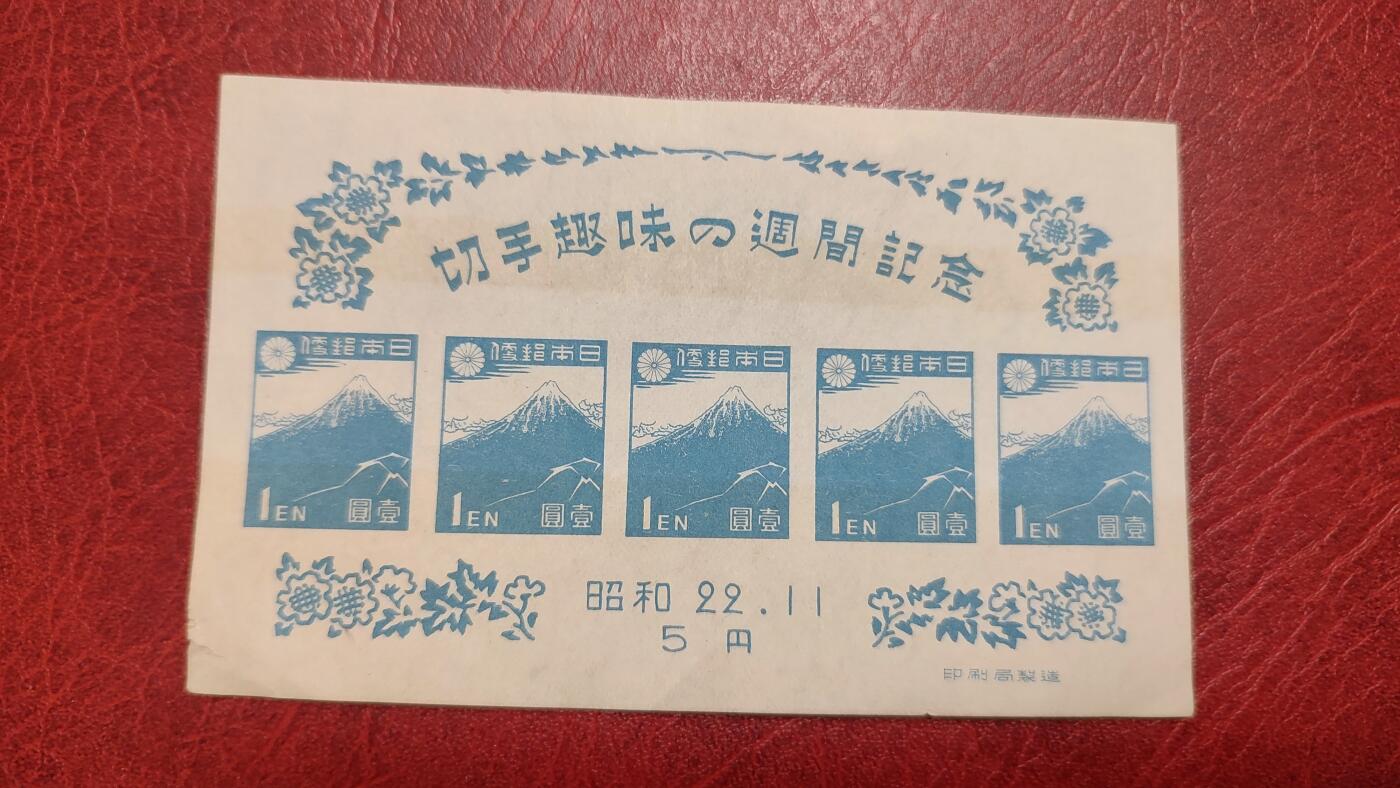 切手趣味の週間記念
日本郵便 日本郵便 日本郵便 日本郵便 日本郵便
1EN 壹圓 1EN 壹圓 1EN 壹圓 1EN 壹圓 1EN 壹圓
昭和 22.11
5 円
印刷局製造